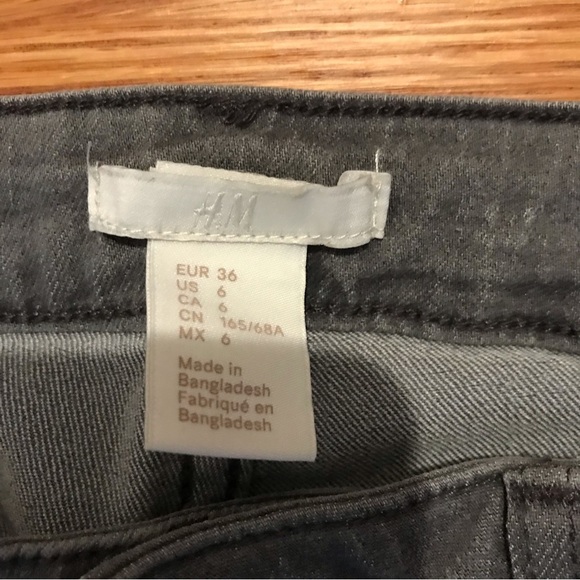 H&M
EUR 36
US 6
CA 6
CN 165/68A
MX 6
Made in
Bangladesh
Fabriqué en
Bangladesh